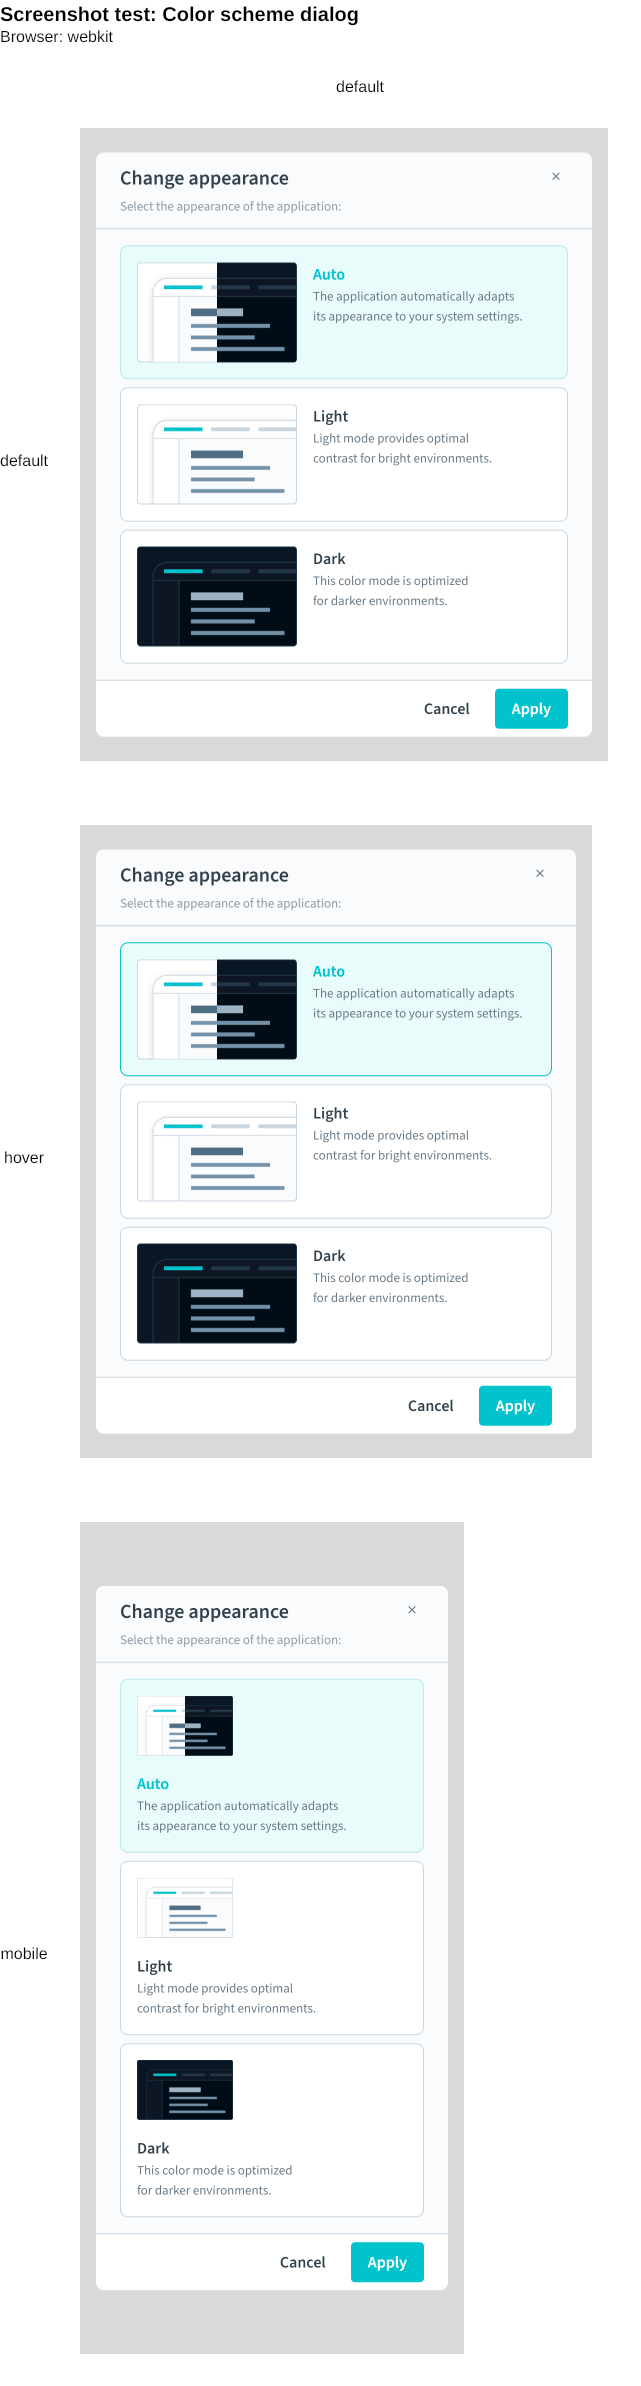 Screenshot test: Color scheme dialog
Browser: webkit
default
default
Change appearance
×
Select the appearance of the application:
Auto
The application automatically adapts
its appearance to your system settings.
Light
Light mode provides optimal
contrast for bright environments.
Dark
This color mode is optimized
for darker environments.
Cancel
Apply
hover
Change appearance
×
Select the appearance of the application:
Auto
The application automatically adapts
its appearance to your system settings.
Light
Light mode provides optimal
contrast for bright environments.
Dark
This color mode is optimized
for darker environments.
Cancel
Apply
mobile
Change appearance
×
Select the appearance of the application:
Auto
The application automatically adapts
its appearance to your system settings.
Light
Light mode provides optimal
contrast for bright environments.
Dark
This color mode is optimized
for darker environments.
Cancel
Apply